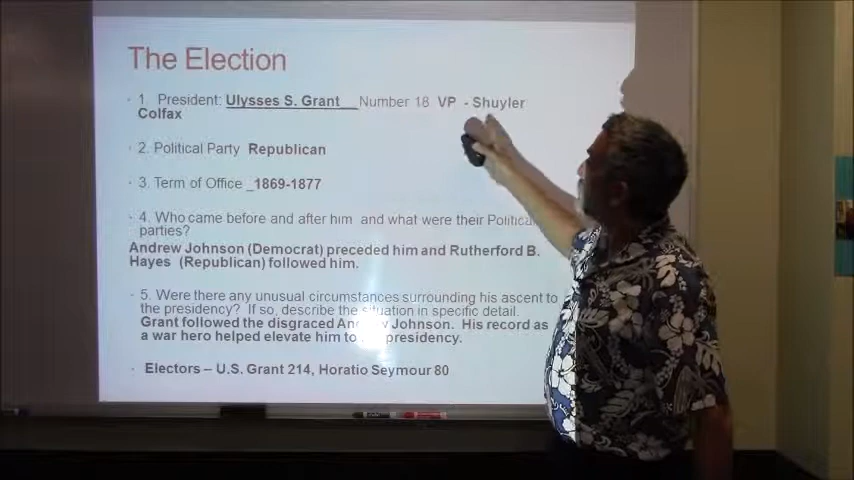 The Election
1. President: Ulysses S. Grant__ Number 18 VP - Shuyler
Colfax
2. Political Party Republican
3. Term of Office _1869-1877
4. Who came before and after him and what were their Political
parties?
Andrew Johnson (Democrat) preceded him and Rutherford B.
Hayes (Republican) followed him.
5. Were there any unusual circumstances surrounding his ascent to
the presidency? If so, describe the situation in specific detail.
Grant followed the disgraced Andrew Johnson. His record as
a war hero helped elevate him to presidency.
Electors – U.S. Grant 214, Horatio Seymour 80